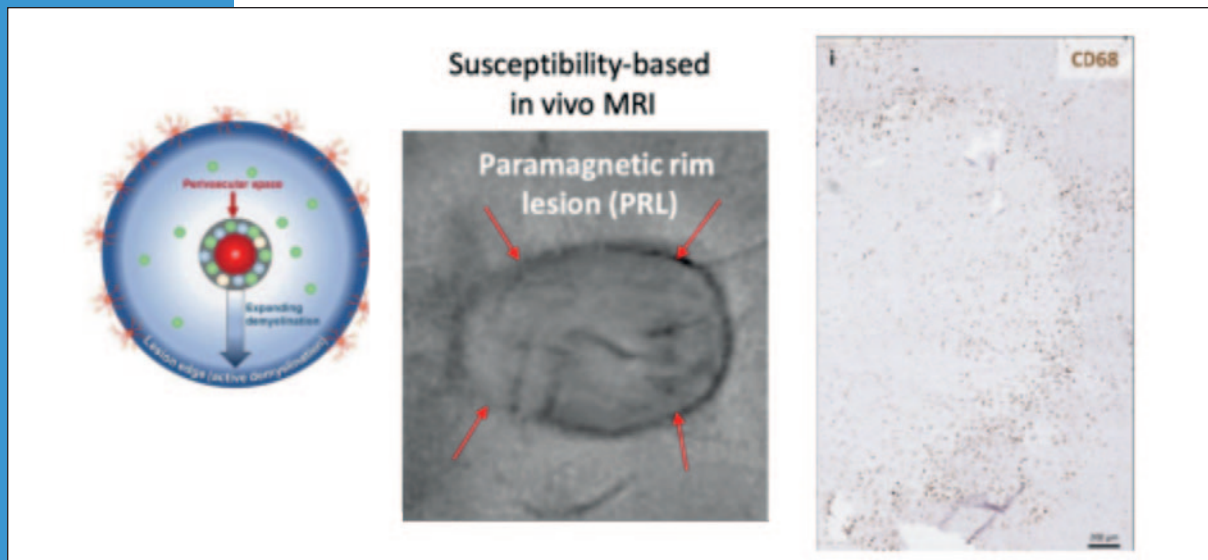 Perivascular space
Expanding
demyelination
Lesion edge (active demyelination)
Susceptibility-based
in vivo MRI
Paramagnetic rim
lesion (PRL)
i
CD68